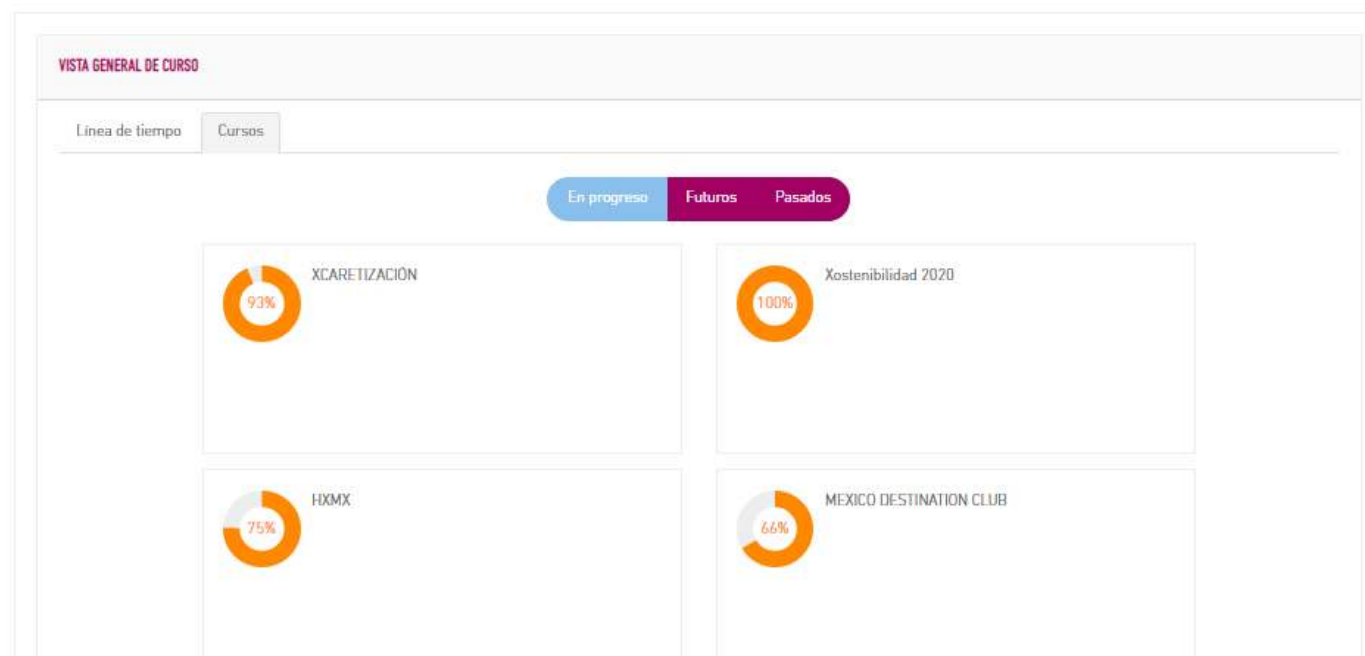 VISTA GENERAL DE CURSO
Línea de tiempo
Cursos
En progreso
Futuros
Pasados
93%
XCARETIZACIÓN
100%
Xostenibilidad 2020
75%
HXMX
66%
MEXICO DESTINATION CLUB